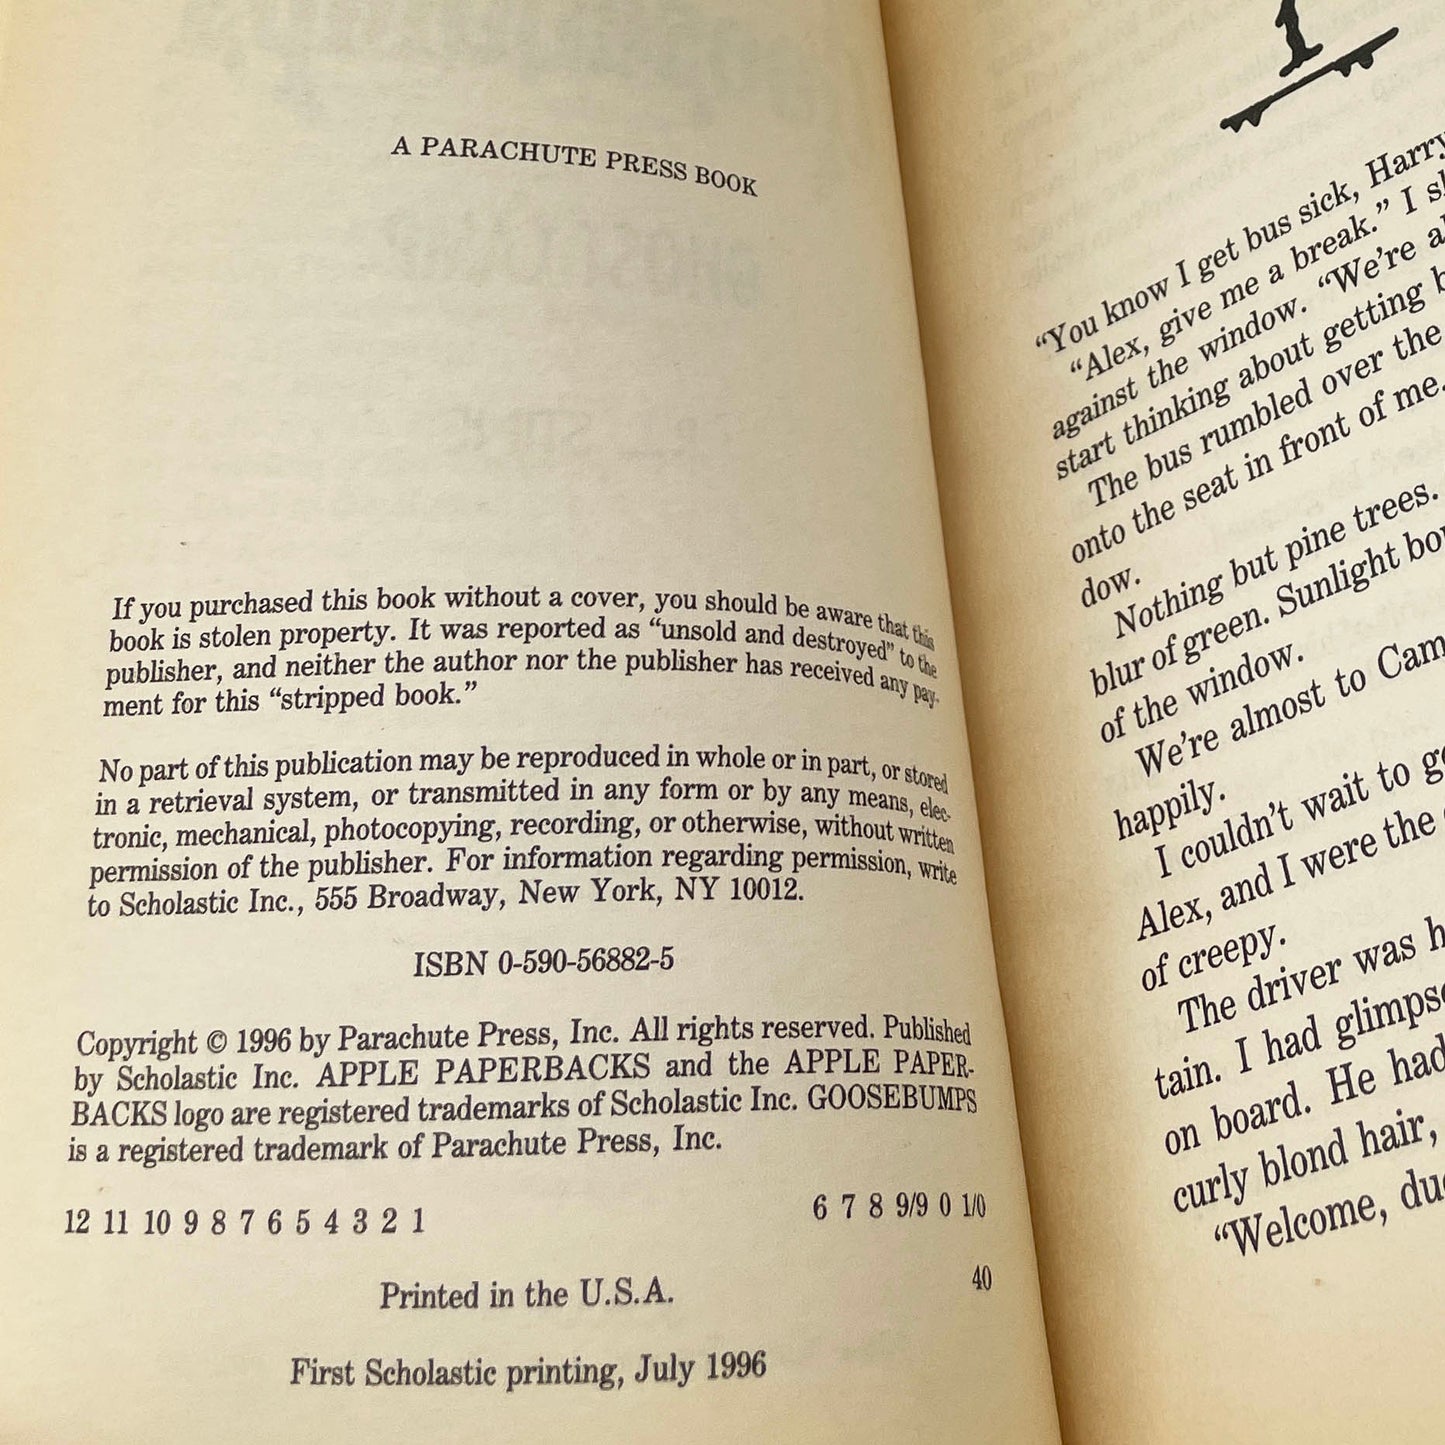 A PARACHUTE PRESS BOOK
If you purchased this book without a cover, you should be aware that this
book is stolen property. It was reported as “unsold and destroyed” to the
publisher, and neither the author nor the publisher has received any pay-
ment for this “stripped book.”
No part of this publication may be reproduced in whole or in part, or stored
in a retrieval system, or transmitted in any form or by any means, elec-
tronic, mechanical, photocopying, recording, or otherwise, without written
permission of the publisher. For information regarding permission, write
to Scholastic Inc., 555 Broadway, New York, NY 10012.
ISBN 0-590-56882-5
Copyright © 1996 by Parachute Press, Inc. All rights reserved. Published
by Scholastic Inc. APPLE PAPERBACKS and the APPLE PAPER-
BACKS logo are registered trademarks of Scholastic Inc. GOOSEBUMPS
is a registered trademark of Parachute Press, Inc.
12 11 10 9 8 7 6 5 4 3 2 1 6 7 8 9/9 0 1/0
Printed in the U.S.A. 40
First Scholastic printing, July 1996
1
“You know I get bus sick, Harry
“Alex, give me a break.” I sh
against the window. “We’re al
start thinking about getting b
The bus rumbled over the
onto the seat in front of me.
dow.
Nothing but pine trees.
blur of green. Sunlight bou
of the window.
We’re almost to Cam
happily.
I couldn’t wait to ge
Alex, and I were the
of creepy.
The driver was h
tain. I had glimpse
on board. He had
curly blond hair,
“Welcome, dud